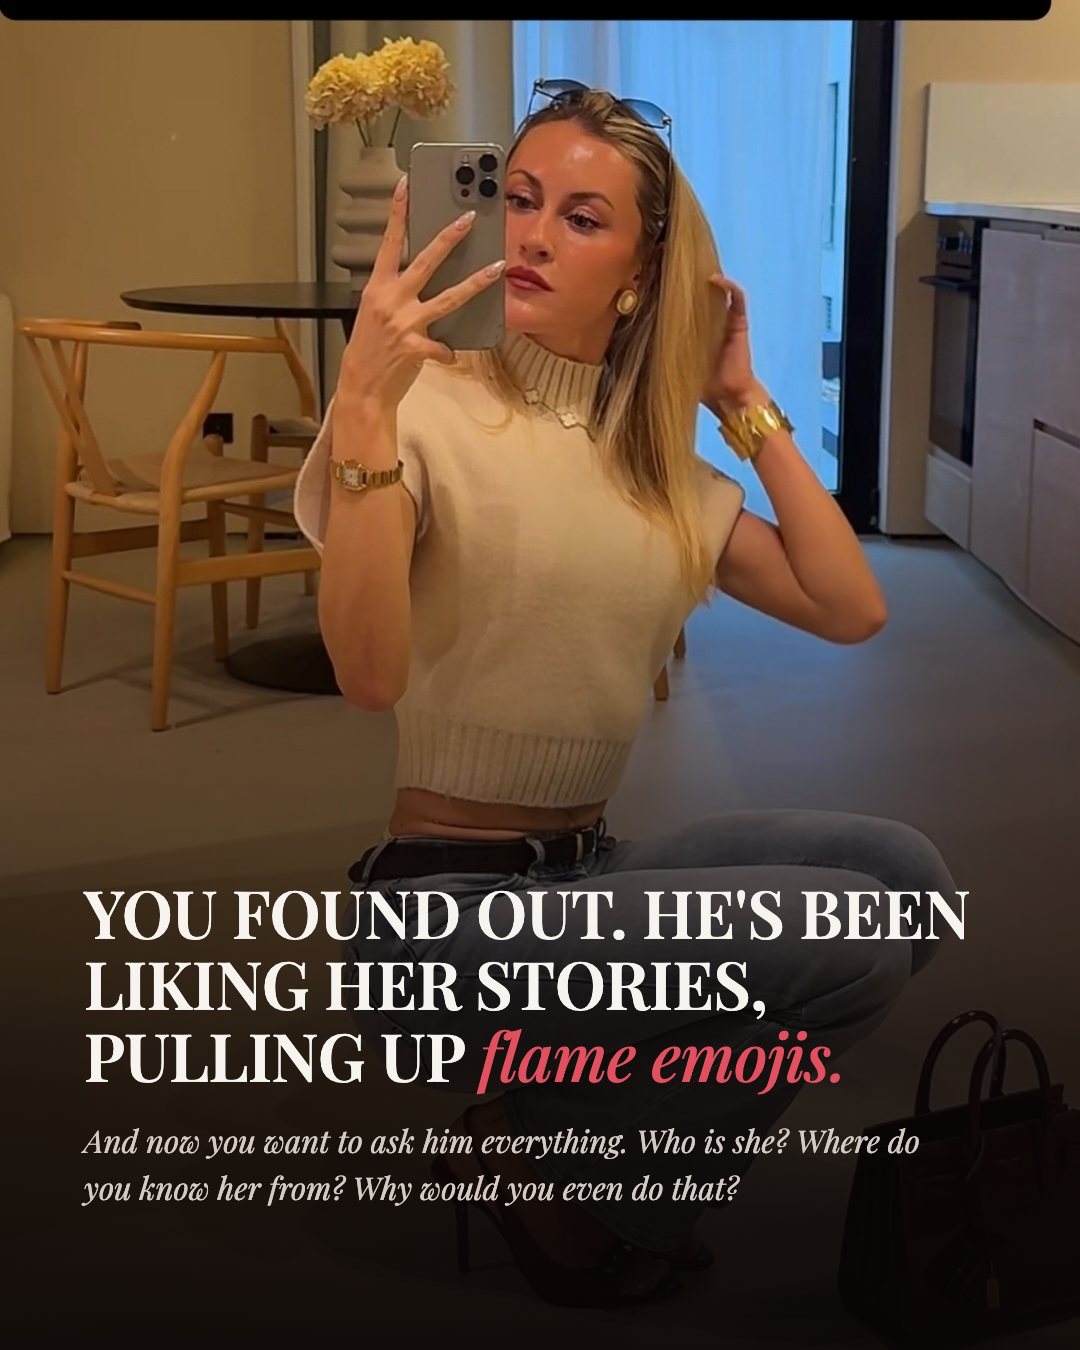 YOU FOUND OUT. HE'S BEEN
LIKING HER STORIES,
PULLING UP flame emojis.
And now you want to ask him everything. Who is she? Where do
you know her from? Why would you even do that?